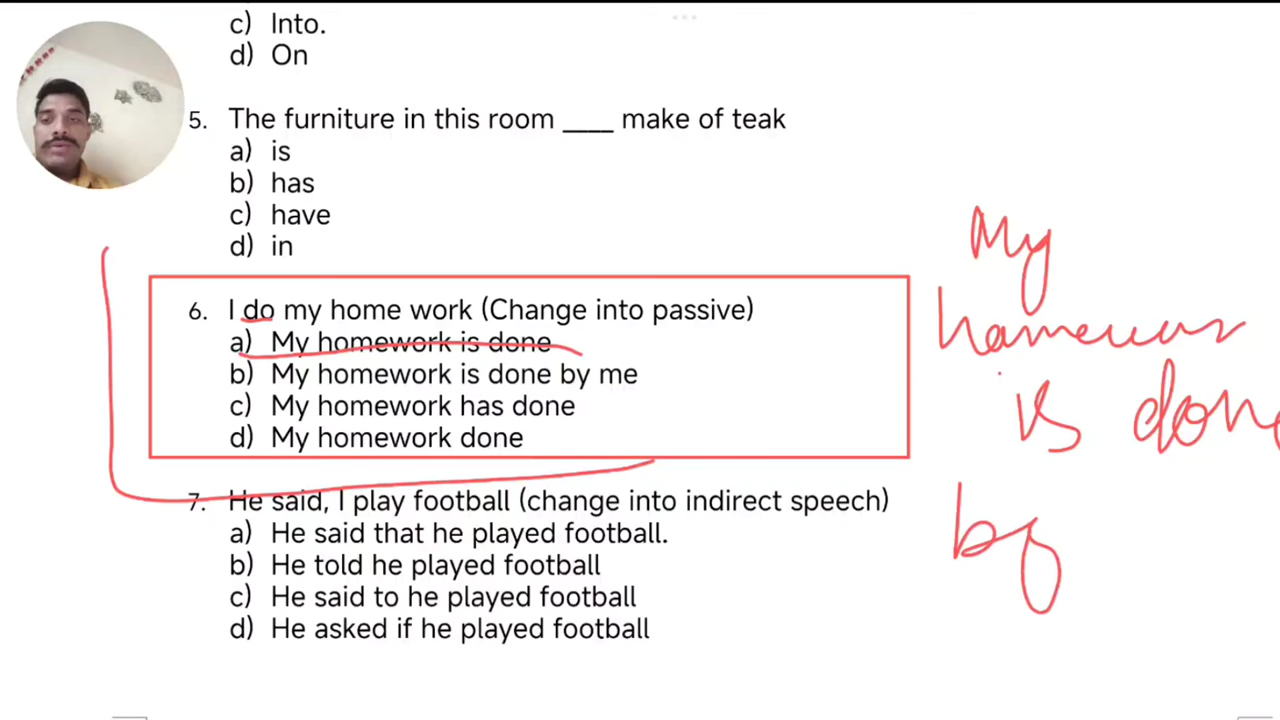 c) Into.
d) On
5. The furniture in this room ____ make of teak
a) is
b) has
c) have
d) in
6. I do my home work (Change into passive)
a) My homework is done
b) My homework is done by me
c) My homework has done
d) My homework done
7. He said, I play football (change into indirect speech)
a) He said that he played football.
b) He told he played football
c) He said to he played football
d) He asked if he played football
My
is done
by